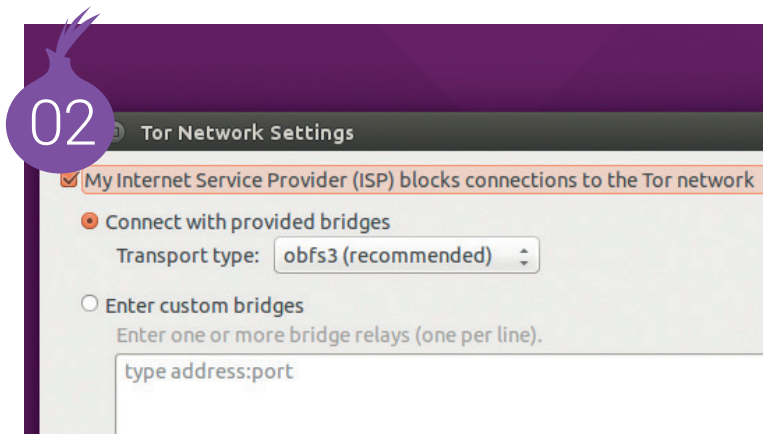 02
Tor Network Settings
My Internet Service Provider (ISP) blocks connections to the Tor network
Connect with provided bridges
Transport type: obfs3 (recommended)
Enter custom bridges
Enter one or more bridge relays (one per line).
type address:port